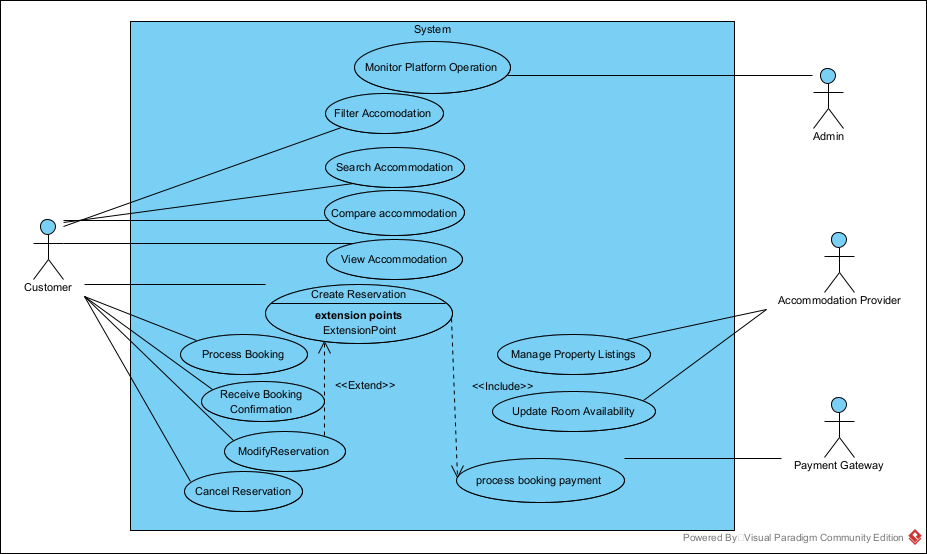 System
Monitor Platform Operation
Filter Accomodation
Admin
Search Accommodation
Compare accommodation
View Accommodation
Customer
Accommodation Provider
Create Reservation
extension points
ExtensionPoint
Process Booking
Manage Property Listings
<<Extend>>
<<Include>>
Receive Booking
Confirmation
Update Room Availability
ModifyReservation
Payment Gateway
process booking payment
Cancel Reservation
Powered By Visual Paradigm Community Edition